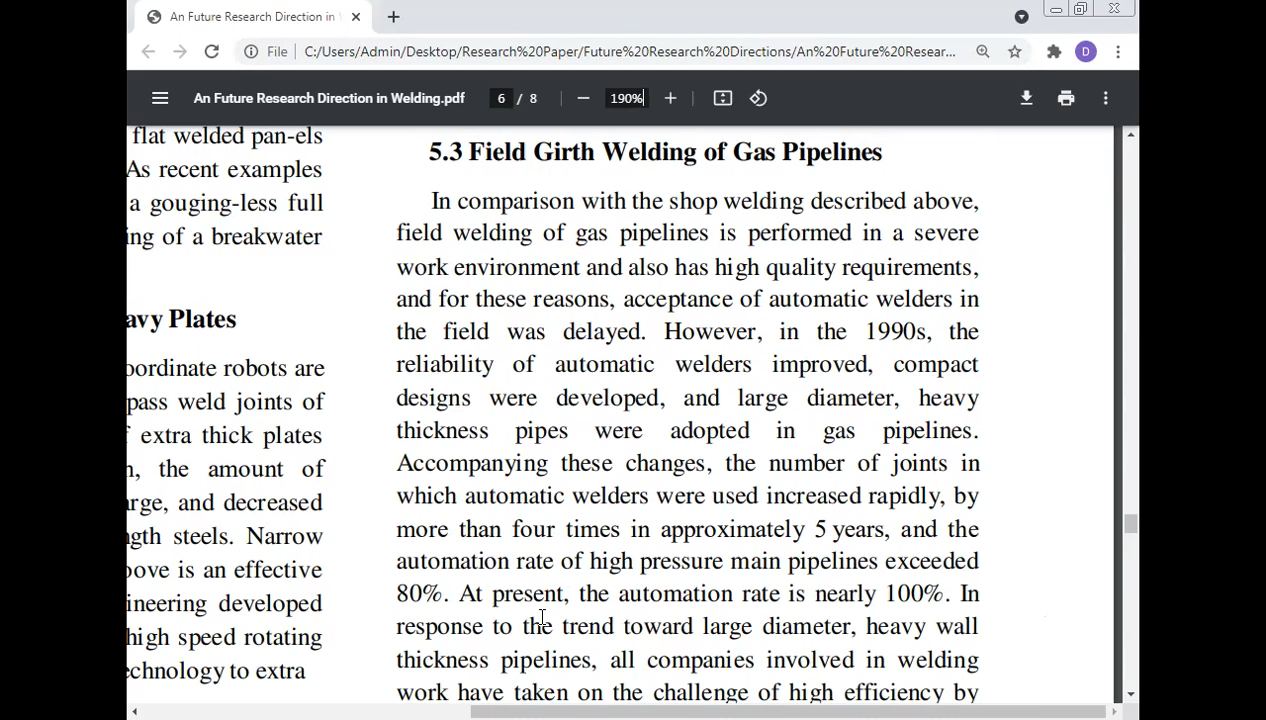 An Future Research Direction in
File C:/Users/Admin/Desktop/Research%20Paper/Future%20Research%20Directions/An%20Future%20Resear... D
An Future Research Direction in Welding.pdf 6 / 8 190%
flat welded pan-els
As recent examples
a gouging-less full
ing of a breakwater
avy Plates
oordinate robots are
pass weld joints of
extra thick plates
n, the amount of
arge, and decreased
ngth steels. Narrow
oove is an effective
ineering developed
high speed rotating
echnology to extra
5.3 Field Girth Welding of Gas Pipelines
In comparison with the shop welding described above,
field welding of gas pipelines is performed in a severe
work environment and also has high quality requirements,
and for these reasons, acceptance of automatic welders in
the field was delayed. However, in the 1990s, the
reliability of automatic welders improved, compact
designs were developed, and large diameter, heavy
thickness pipes were adopted in gas pipelines.
Accompanying these changes, the number of joints in
which automatic welders were used increased rapidly, by
more than four times in approximately 5 years, and the
automation rate of high pressure main pipelines exceeded
80%. At present, the automation rate is nearly 100%. In
response to the trend toward large diameter, heavy wall
thickness pipelines, all companies involved in welding
work have taken on the challenge of high efficiency by